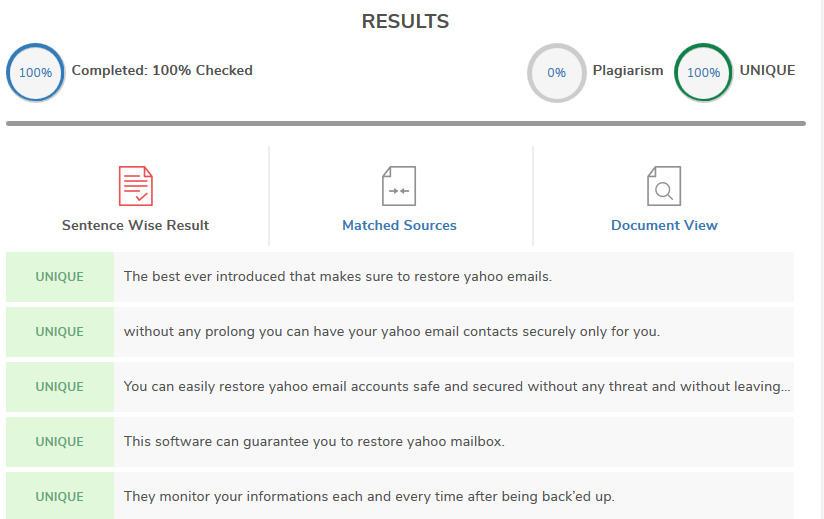 RESULTS
100% Completed: 100% Checked 0% Plagiarism 100% UNIQUE
Sentence Wise Result Matched Sources Document View
UNIQUE The best ever introduced that makes sure to restore yahoo emails.
UNIQUE without any prolong you can have your yahoo email contacts securely only for you.
UNIQUE You can easily restore yahoo email accounts safe and secured without any threat and without leaving...
UNIQUE This software can guarantee you to restore yahoo mailbox.
UNIQUE They monitor your informations each and every time after being back’ed up.